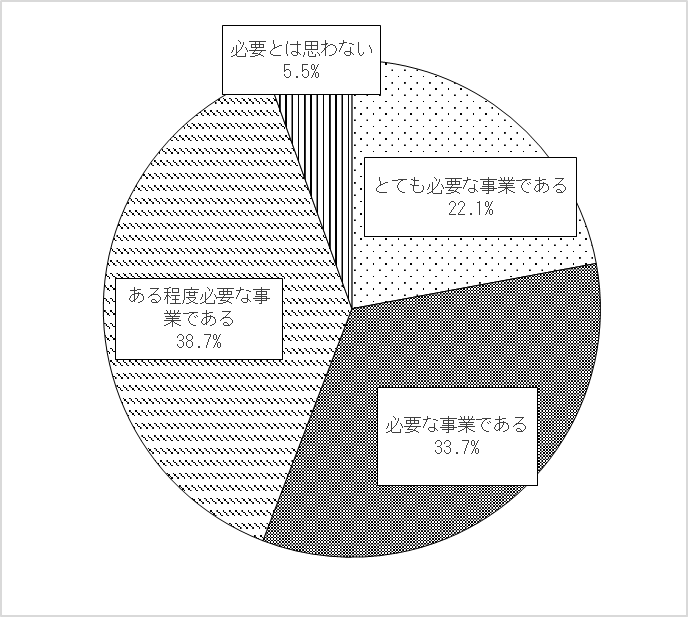 必要とは思わない
5.5%
とても必要な事業である
22.1%
ある程度必要な事
業である
38.7%
必要な事業である
33.7%